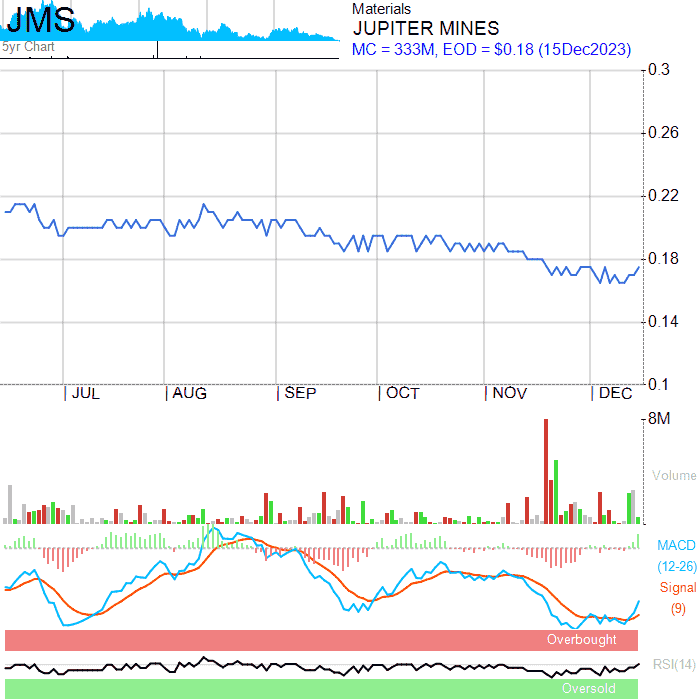 JMS
5yr Chart
Materials
JUPITER MINES
MC = 333M, EOD = $0.18 (15Dec2023)
0.3
0.26
0.22
0.18
0.14
0.1
JUL AUG SEP OCT NOV DEC
8M
Volume
MACD
(12-26)
Signal
(9)
Overbought
RSI(14)
Oversold